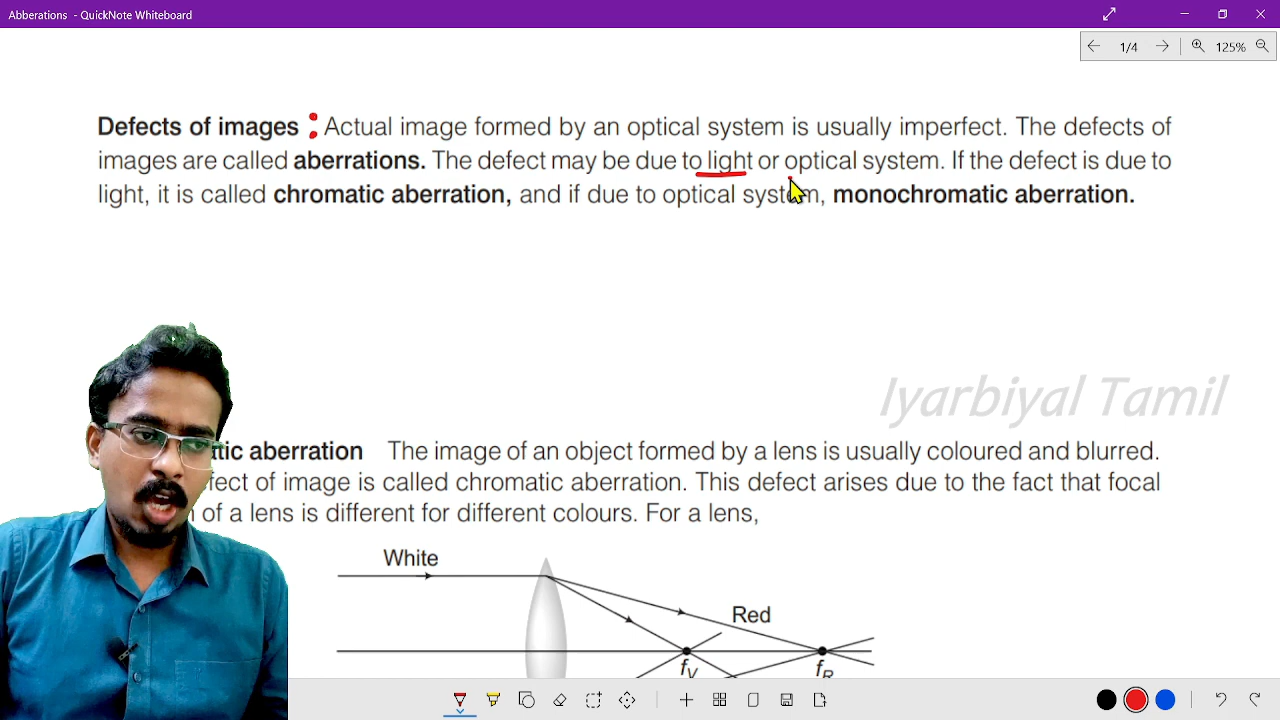 Abberations - QuickNote Whiteboard
1/4
125%
Defects of images : Actual image formed by an optical system is usually imperfect. The defects of
images are called aberrations. The defect may be due to light or optical system. If the defect is due to
light, it is called chromatic aberration, and if due to optical system, monochromatic aberration.
Iyarbiyal Tamil
aberration The image of an object formed by a lens is usually coloured and blurred.
of image is called chromatic aberration. This defect arises due to the fact that focal
of a lens is different for different colours. For a lens,
White
Red
fV
fR